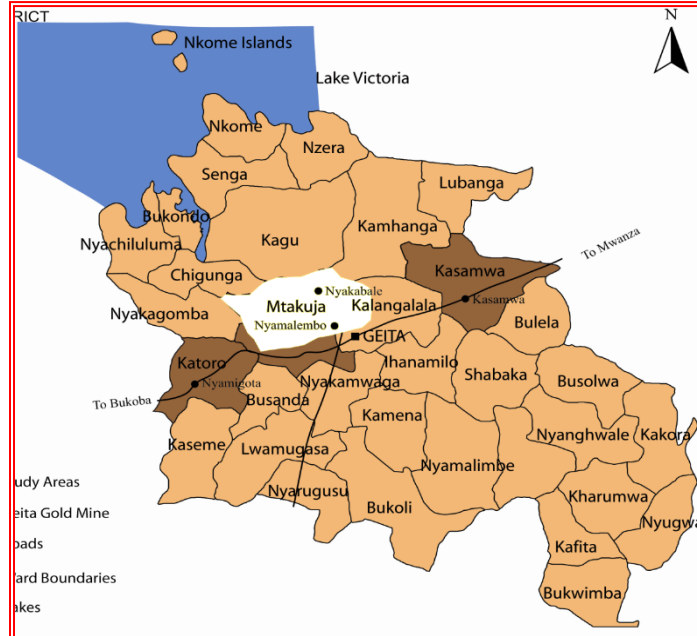 RICT
N
Nkome Islands
Lake Victoria
Nkome
Nzera
Senga
Lubanga
Bukondo
Kamhanga
Nyachiluluma
Kagu
To Mwanza
Chigunga
Kasamwa
Nyakabale
Mtakuja
Kalangalala
Kasamwa
Nyakagomba
Nyamalembo
Bulela
GEITA
Katoro
Ihanamilo
Shabaka
Nyamigota
Nyakamwaga
Busolwa
To Bukoba
Busanda
Kamena
Kaseme
Lwamugasa
Nyanghwale
Kakora
Nyamalimbe
udy Areas
Nyarugusu
Kharumwa
Bukoli
Nyugwa
eita Gold Mine
oads
Kafita
ard Boundaries
Bukwimba
akes